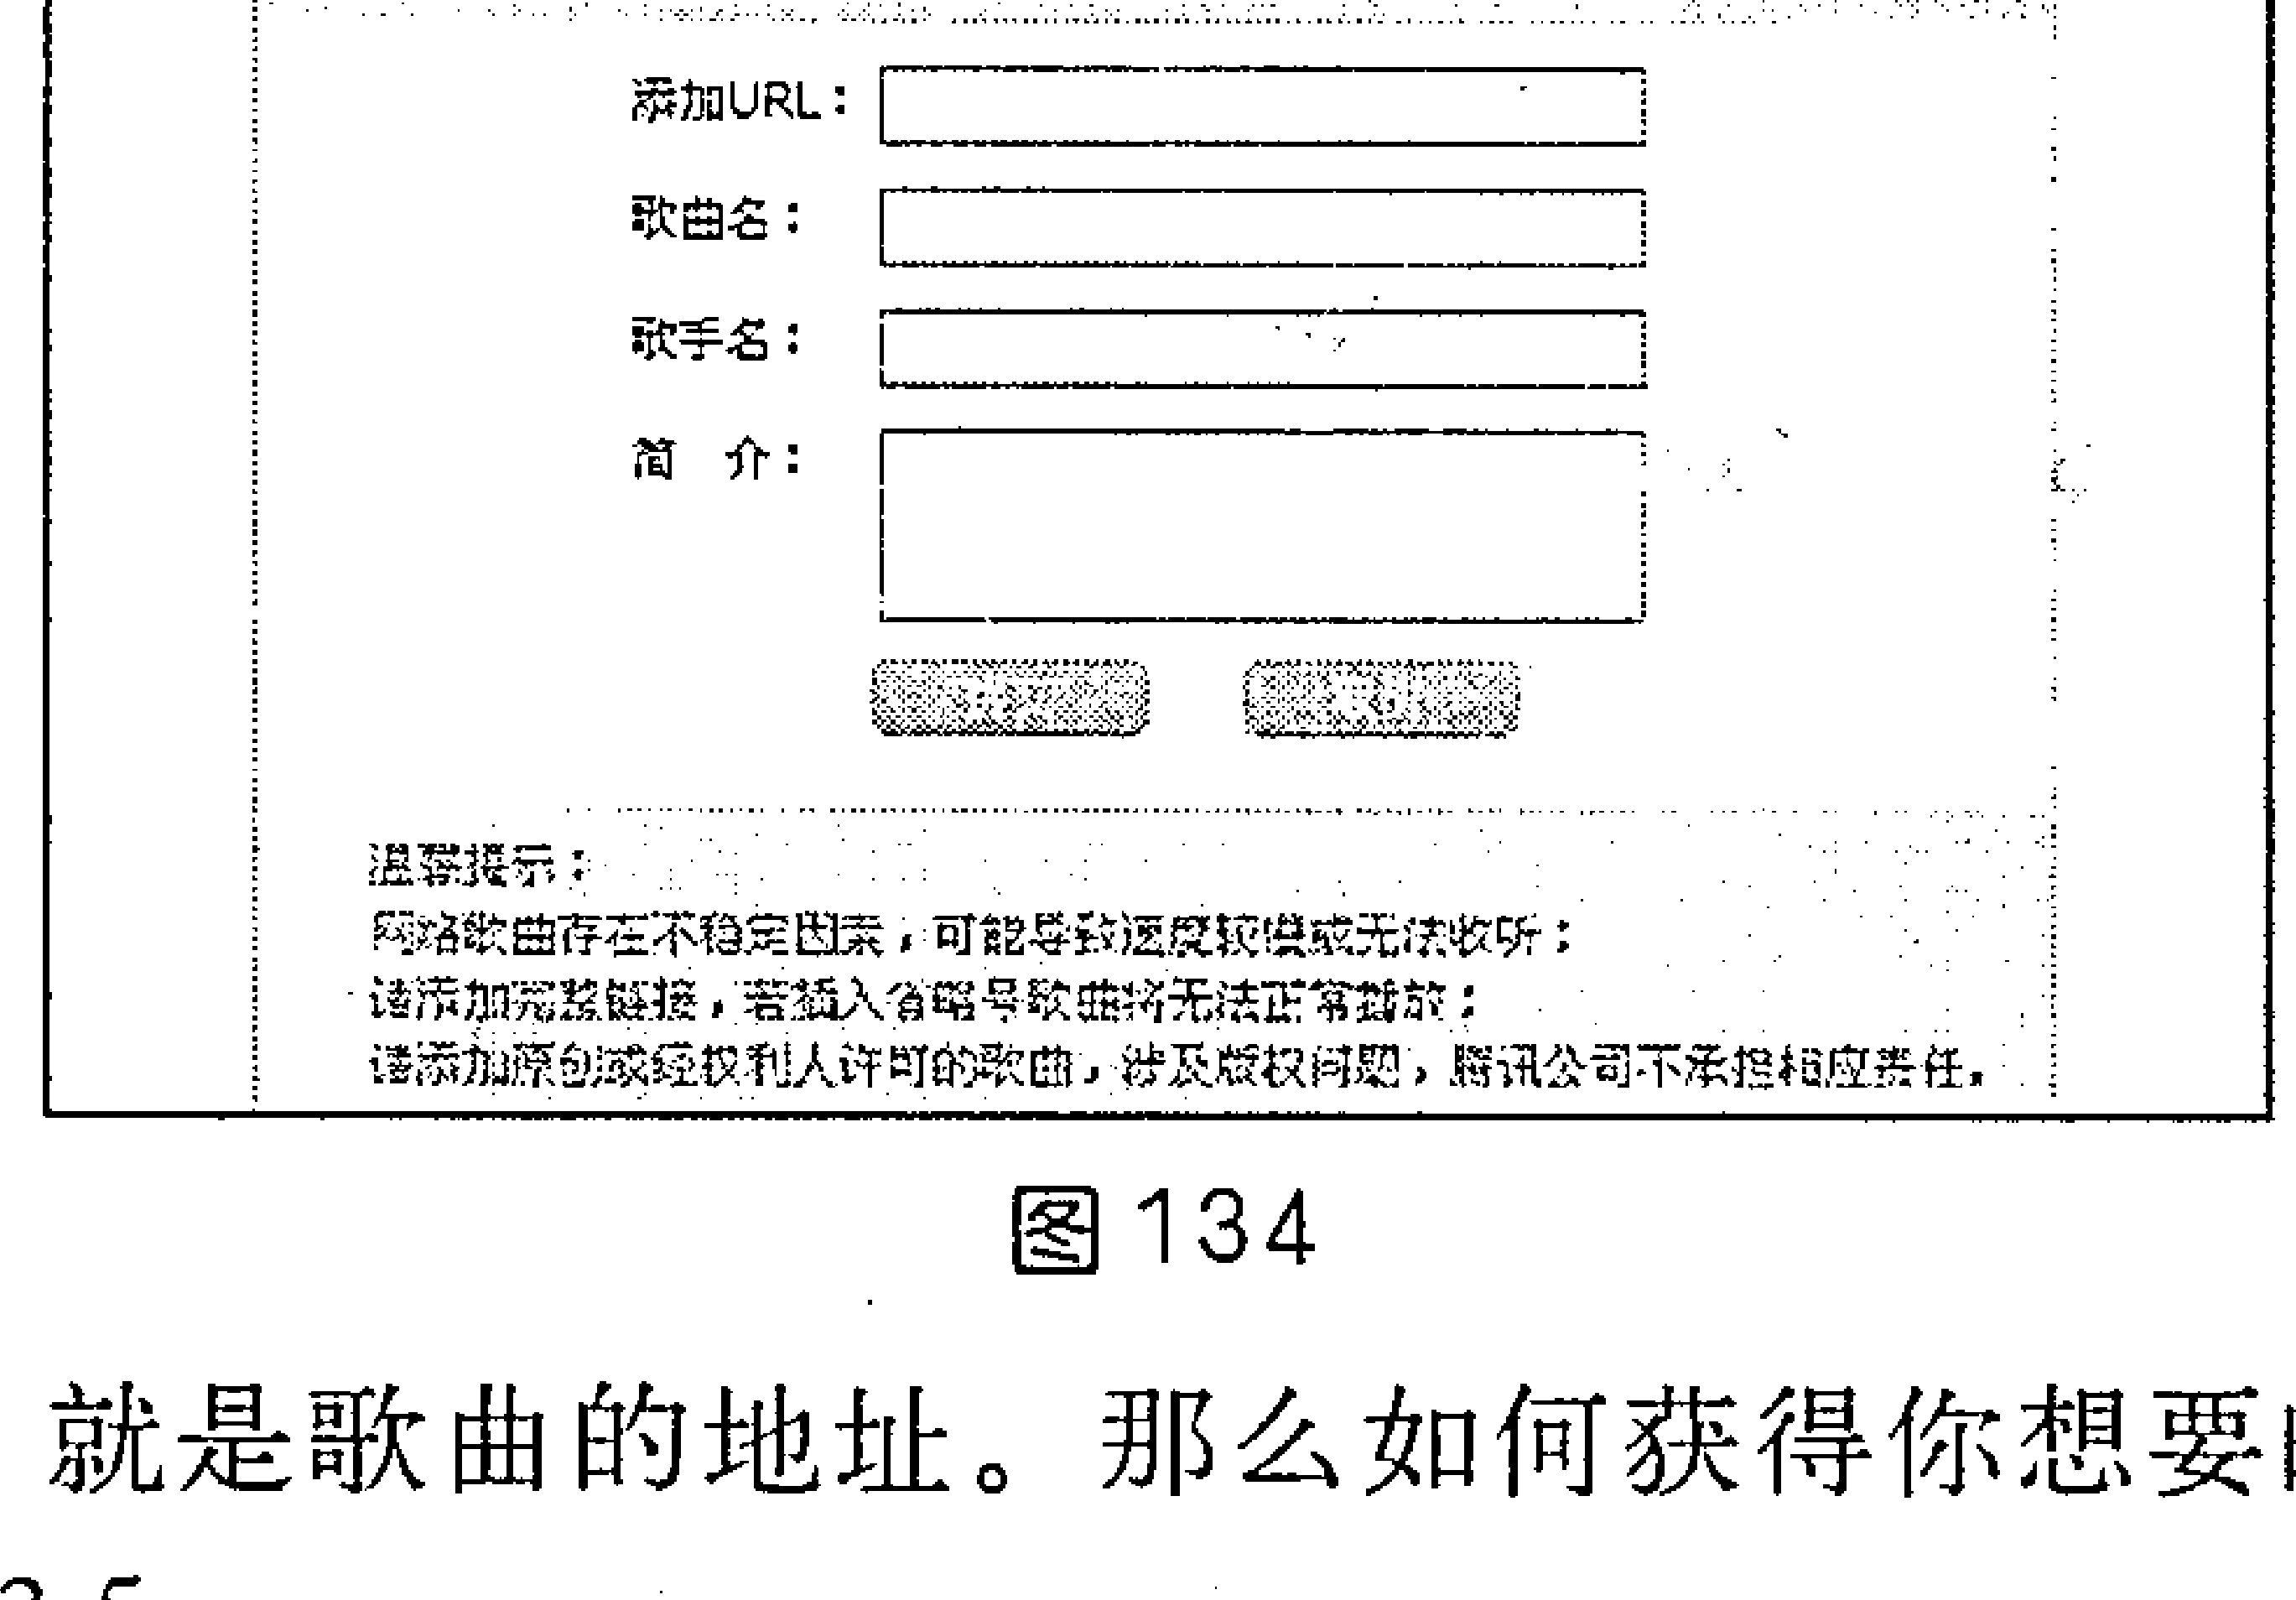 添加URL：
歌曲名：
歌手名：
简 介：
温馨提示：
网络歌曲存在不稳定因素，可能导致速度较慢或无法收听；
请添加完整链接，若插入省略号歌曲将无法正常播放；
请添加原创或经权利人许可的歌曲，涉及版权问题，腾讯公司不承担相应责任。
图134
就是歌曲的地址。那么如何获得你想要